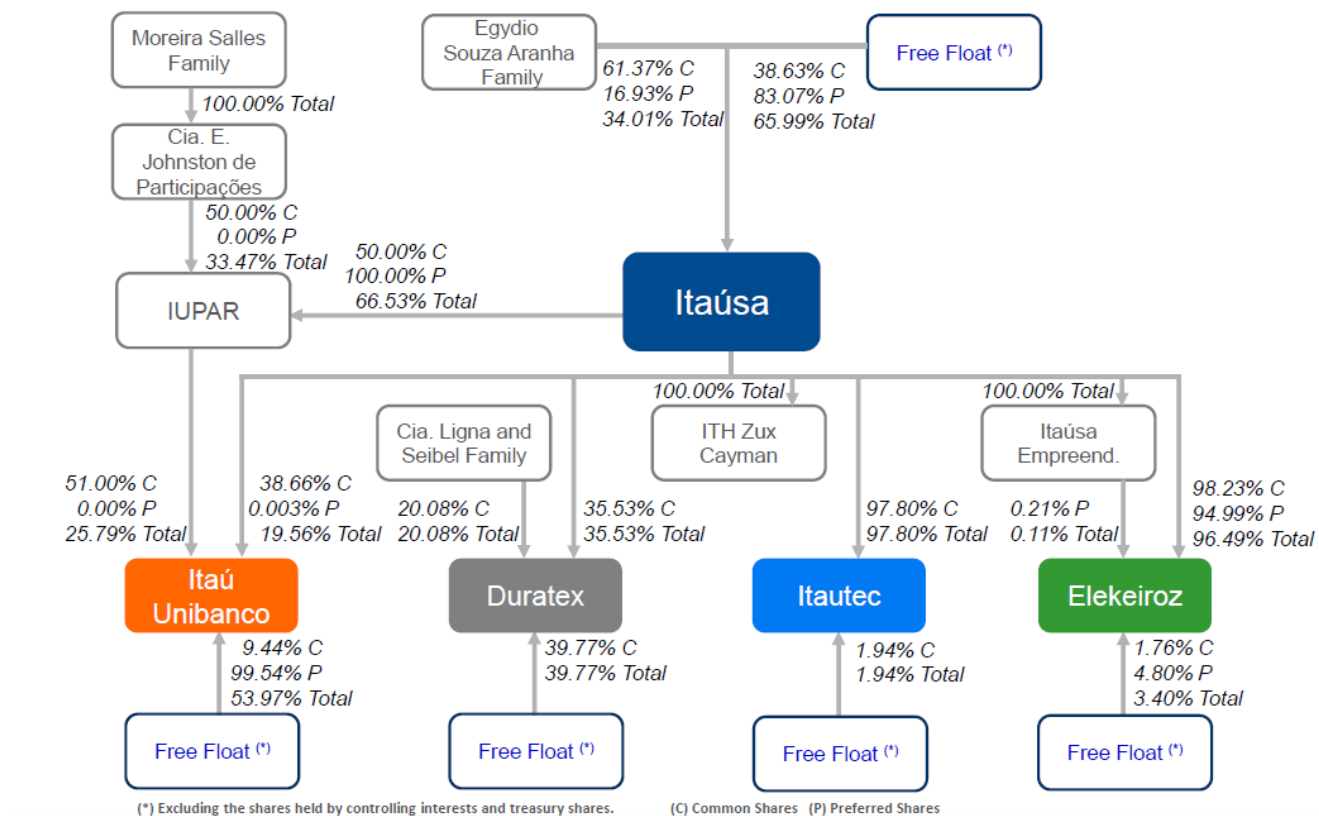 Moreira Salles
Family
Egydio
Souza Aranha
Family
Free Float (*)
61.37% C
16.93% P
34.01% Total
38.63% C
83.07% P
65.99% Total
100.00% Total
Cia. E.
Johnston de
Participações
50.00% C
0.00% P
33.47% Total
50.00% C
100.00% P
66.53% Total
IUPAR
Itaúsa
100.00% Total
100.00% Total
Cia. Ligna and
Seibel Family
ITH Zux
Cayman
Itaúsa
Empreend.
51.00% C
0.00% P
25.79% Total
38.66% C
0.003% P
19.56% Total
20.08% C
20.08% Total
35.53% C
35.53% Total
97.80% C
97.80% Total
0.21% P
0.11% Total
98.23% C
94.99% P
96.49% Total
Itaú
Unibanco
Duratex
Itautec
Elekeiroz
9.44% C
99.54% P
53.97% Total
39.77% C
39.77% Total
1.94% C
1.94% Total
1.76% C
4.80% P
3.40% Total
Free Float (*)
Free Float (*)
Free Float (*)
Free Float (*)
(*) Excluding the shares held by controlling interests and treasury shares.
(C) Common Shares (P) Preferred Shares